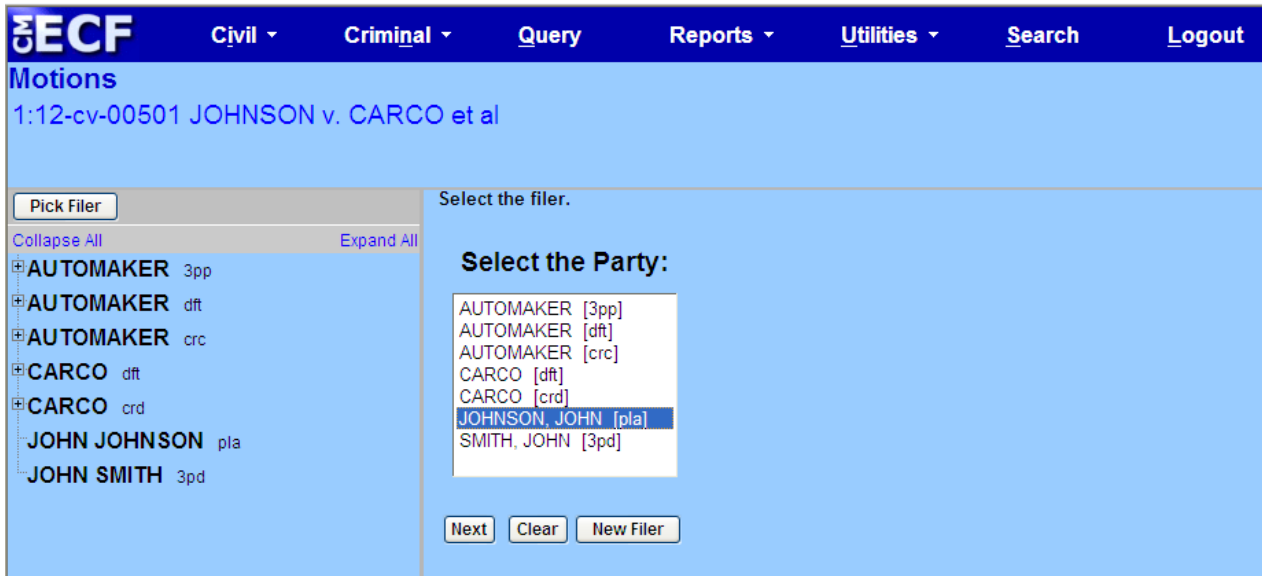 CM ECF Civil Criminal Query Reports Utilities Search Logout
Motions
1:12-cv-00501 JOHNSON v. CARCO et al
Pick Filer
Collapse All Expand All
AUTOMAKER 3pp
AUTOMAKER dft
AUTOMAKER crc
CARCO dft
CARCO crd
JOHN JOHNSON pla
JOHN SMITH 3pd
Select the filer.
Select the Party:
AUTOMAKER [3pp]
AUTOMAKER [dft]
AUTOMAKER [crc]
CARCO [dft]
CARCO [crd]
JOHNSON, JOHN [pla]
SMITH, JOHN [3pd]
Next Clear New Filer